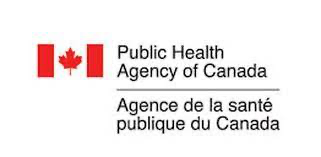 Public Health
Agency of Canada
Agence de la santé
publique du Canada